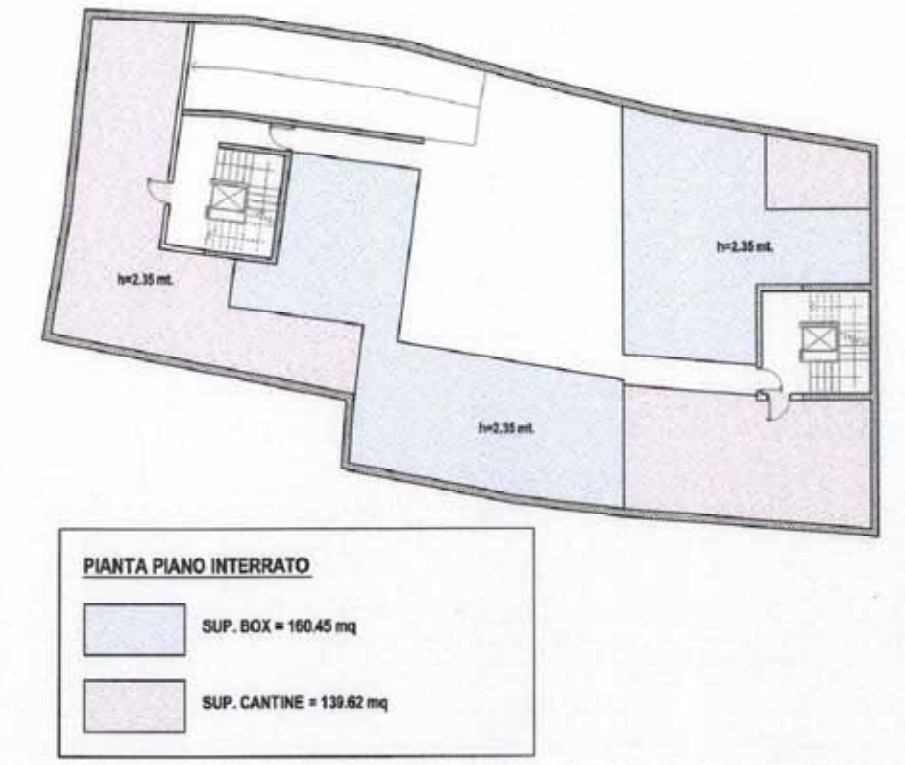 h=2.35 mt.
h=2.35 mt.
h=2.35 mt.
PIANTA PIANO INTERRATO
SUP. BOX = 160.45 mq
SUP. CANTINE = 139.62 mq